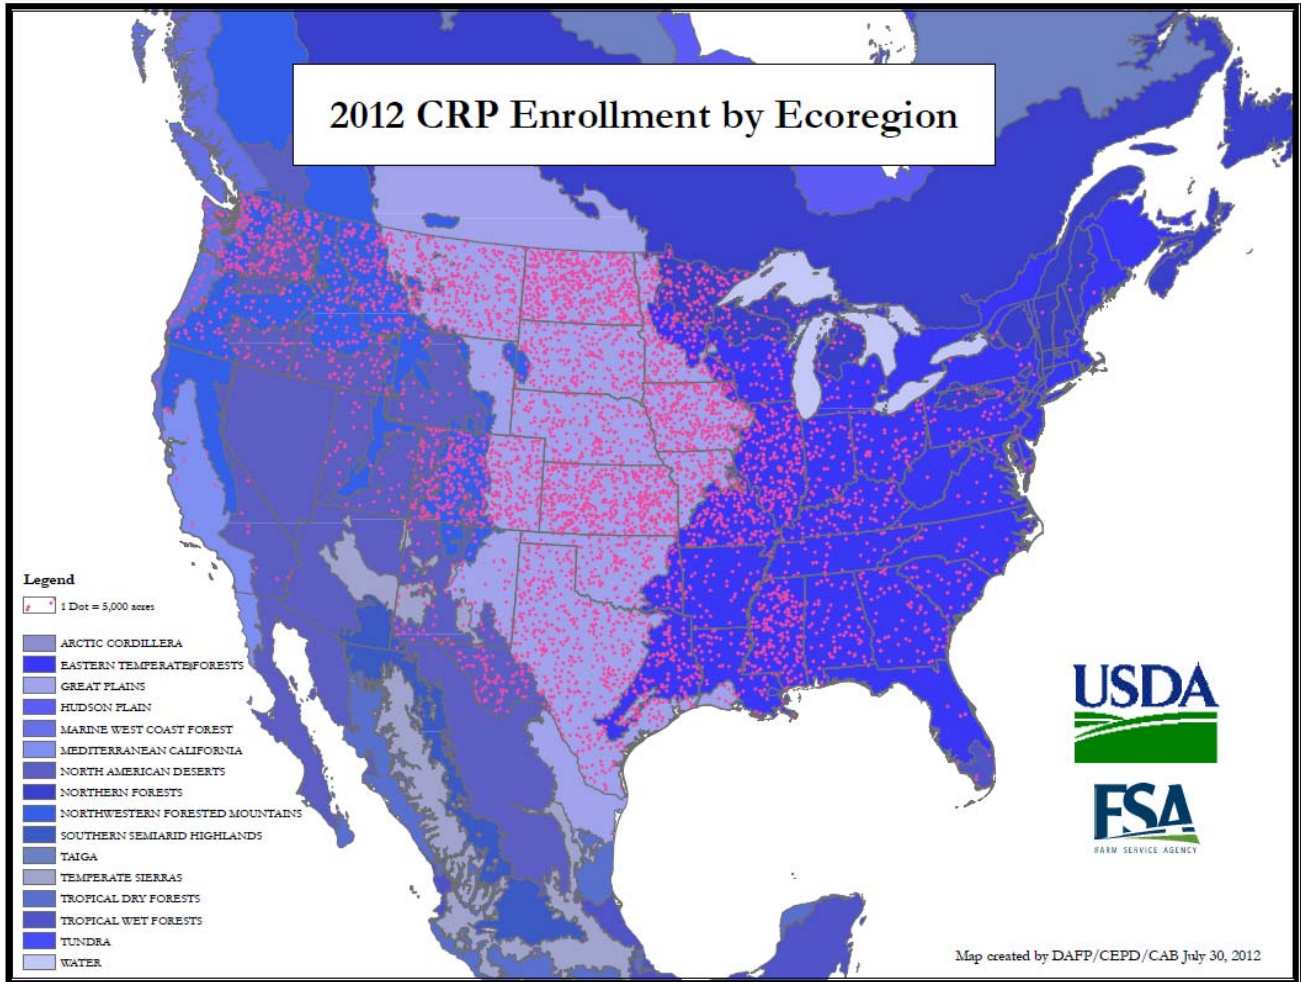 2012 CRP Enrollment by Ecoregion
Legend
1 Dot = 5,000 acres
ARCTIC CORDILLERA
EASTERN TEMPERATE FORESTS
GREAT PLAINS
HUDSON PLAIN
MARINE WEST COAST FOREST
MEDITERRANEAN CALIFORNIA
NORTH AMERICAN DESERTS
NORTHERN FORESTS
NORTHWESTERN FORESTED MOUNTAINS
SOUTHERN SEMIARID HIGHLANDS
TAIGA
TEMPERATE SIERRAS
TROPICAL DRY FORESTS
TROPICAL WET FORESTS
TUNDRA
WATER
USDA
FSA
FARM SERVICE AGENCY
Map created by DAFP/CEPD/CAB July 30, 2012